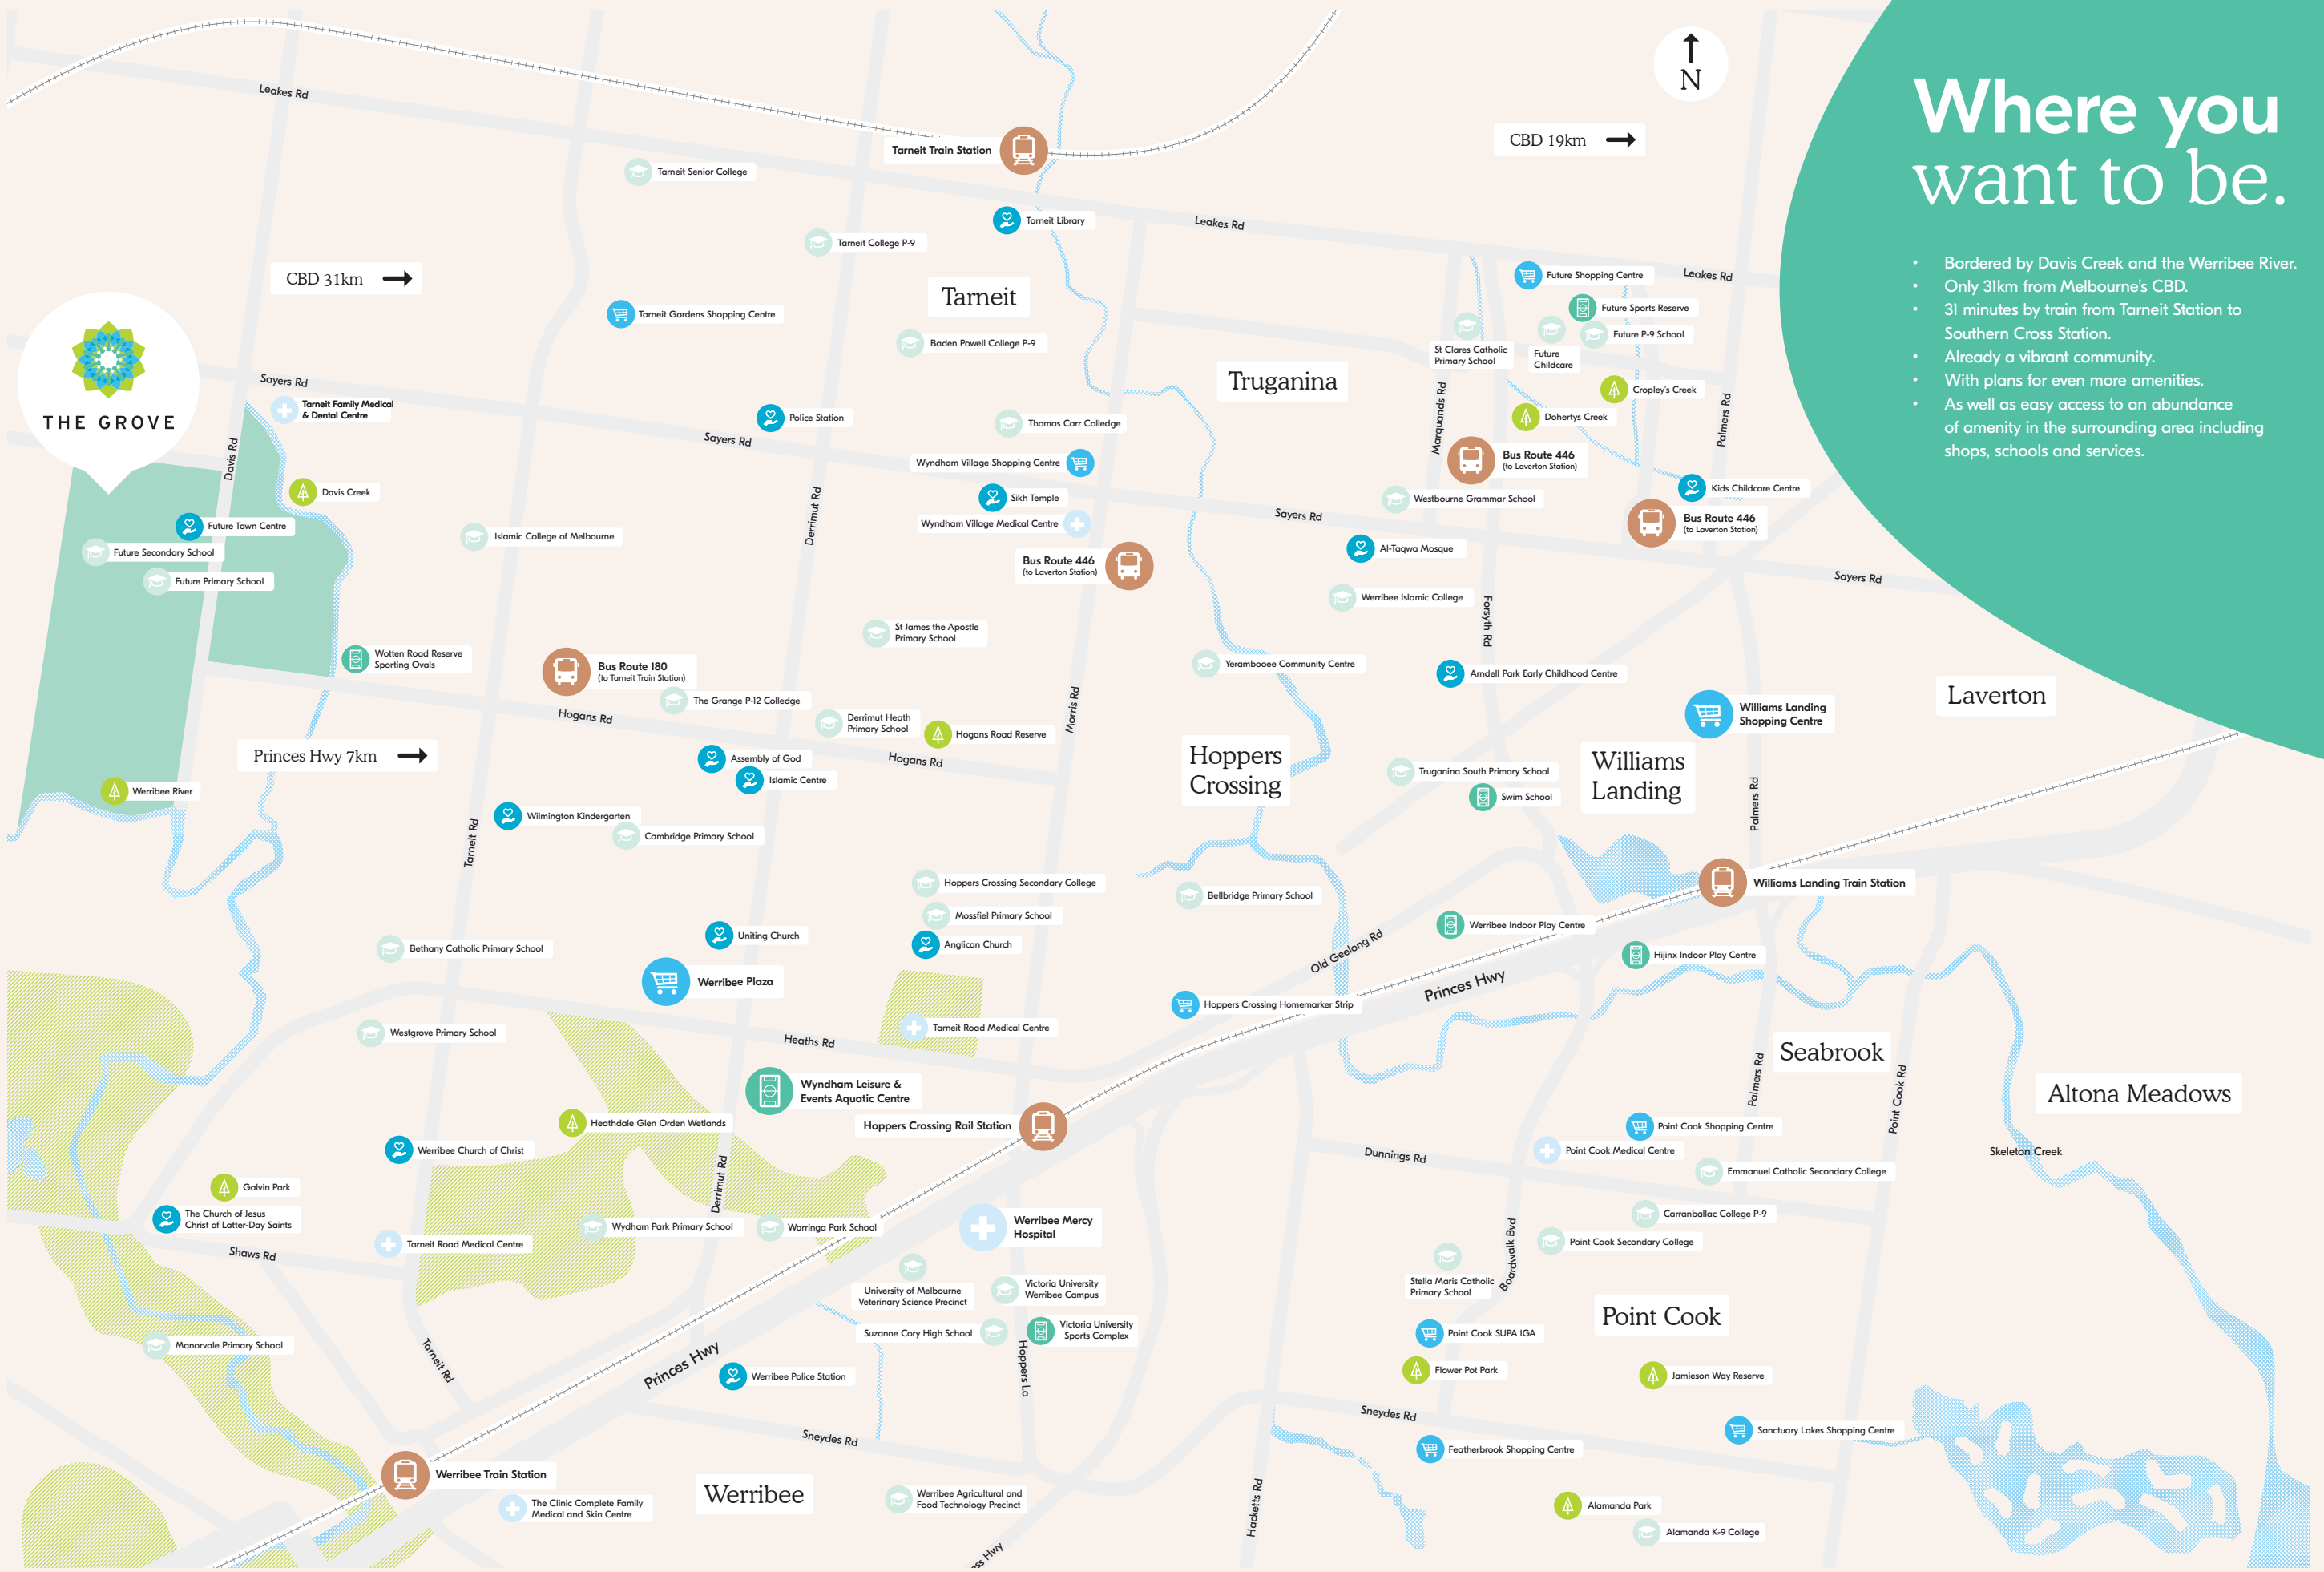 Where you
want to be.
• Bordered by Davis Creek and the Werribee River.
• Only 31km from Melbourne's CBD.
• 31 minutes by train from Tarneit Station to
Southern Cross Station.
• Already a vibrant community.
• With plans for even more amenities.
• As well as easy access to an abundance
of amenity in the surrounding area including
shops, schools and services.
N
CBD 19km
Leakes Rd
Tarneit Train Station
Tarneit Senior College
Tarneit Library
Leakes Rd
Tarneit College P-9
CBD 31km
Tarneit
Future Shopping Centre
Leakes Rd
Future Sports Reserve
Tarneit Gardens Shopping Centre
Future P-9 School
Baden Powell College P-9
St Clares Catholic
Primary School
Future
Childcare
THE GROVE
Sayers Rd
Truganina
Cropley's Creek
Tarneit Family Medical
& Dental Centre
Police Station
Marquands Rd
Dohertys Creek
Palmers Rd
Thomas Carr Colledge
Davis Rd
Sayers Rd
Wyndham Village Shopping Centre
Bus Route 446
(to Laverton Station)
Davis Creek
Sikh Temple
Westbourne Grammar School
Kids Childcare Centre
Derrimut Rd
Future Town Centre
Wyndham Village Medical Centre
Sayers Rd
Bus Route 446
(to Laverton Station)
Islamic College of Melbourne
Future Secondary School
Al-Taqwa Mosque
Bus Route 446
(to Laverton Station)
Future Primary School
Sayers Rd
Werribee Islamic College
Forsyth Rd
St James the Apostle
Primary School
Wotten Road Reserve
Sporting Ovals
Yerambooee Community Centre
Bus Route 180
(to Tarneit Train Station)
Arndell Park Early Childhood Centre
Laverton
The Grange P-12 Colledge
Morris Rd
Williams Landing
Shopping Centre
Hogans Rd
Derrimut Heath
Primary School
Hogans Road Reserve
Princes Hwy 7km
Assembly of God
Hogans Rd
Hoppers
Crossing
Williams
Landing
Islamic Centre
Truganina South Primary School
Werribee River
Swim School
Palmers Rd
Wilmington Kindergarten
Cambridge Primary School
Tarneit Rd
Hoppers Crossing Secondary College
Williams Landing Train Station
Bellbridge Primary School
Mossfiel Primary School
Werribee Indoor Play Centre
Uniting Church
Anglican Church
Old Geelong Rd
Bethany Catholic Primary School
Hijinx Indoor Play Centre
Werribee Plaza
Princes Hwy
Hoppers Crossing Homemarker Strip
Westgrove Primary School
Tarneit Road Medical Centre
Heaths Rd
Seabrook
Palmers Rd
Point Cook Rd
Wyndham Leisure &
Events Aquatic Centre
Altona Meadows
Heathdale Glen Orden Wetlands
Hoppers Crossing Rail Station
Point Cook Shopping Centre
Werribee Church of Christ
Dunnings Rd
Point Cook Medical Centre
Skeleton Creek
Emmanuel Catholic Secondary College
Galvin Park
Derrimut Rd
The Church of Jesus
Christ of Latter-Day Saints
Carranballac College P-9
Wydham Park Primary School
Warringa Park School
Werribee Mercy
Hospital
Shaws Rd
Tarneit Road Medical Centre
Point Cook Secondary College
Boardwalk Bvd
Stella Maris Catholic
Primary School
University of Melbourne
Veterinary Science Precinct
Victoria University
Werribee Campus
Point Cook
Suzanne Cory High School
Victoria University
Sports Complex
Point Cook SUPA IGA
Manorvale Primary School
Tarneit Rd
Princes Hwy
Hoppers La
Werribee Police Station
Flower Pot Park
Jamieson Way Reserve
Sneydes Rd
Sneydes Rd
Sanctuary Lakes Shopping Centre
Featherbrook Shopping Centre
Werribee Train Station
Werribee
Werribee Agricultural and
Food Technology Precinct
The Clinic Complete Family
Medical and Skin Centre
Hacketts Rd
Alamanda Park
Alamanda K-9 College
ss Hwy